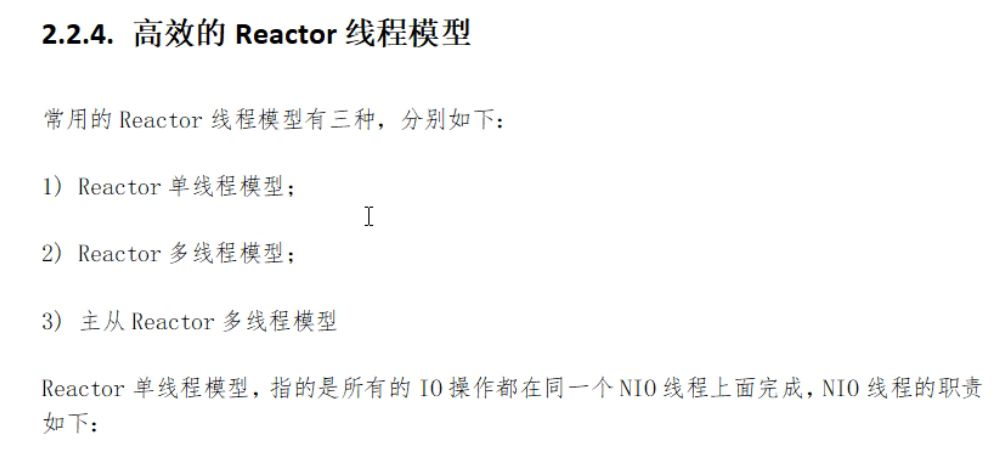 2.2.4. 高效的 Reactor 线程模型
常用的 Reactor 线程模型有三种，分别如下：
1) Reactor 单线程模型；
2) Reactor 多线程模型；
3) 主从 Reactor 多线程模型
Reactor 单线程模型，指的是所有的 IO 操作都在同一个 NIO 线程上面完成，NIO 线程的职责
如下：